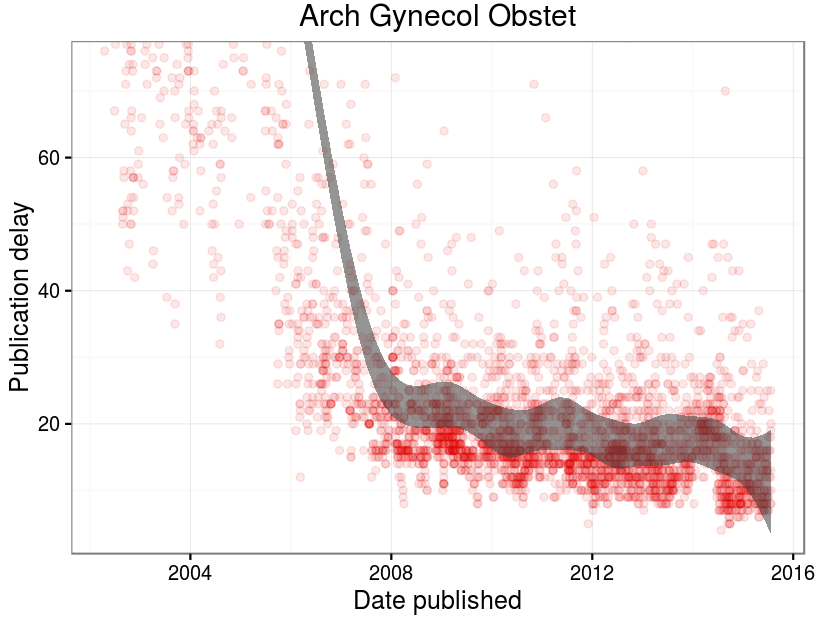 Arch Gynecol Obstet
Publication delay
60
40
20
2004
2008
2012
2016
Date published